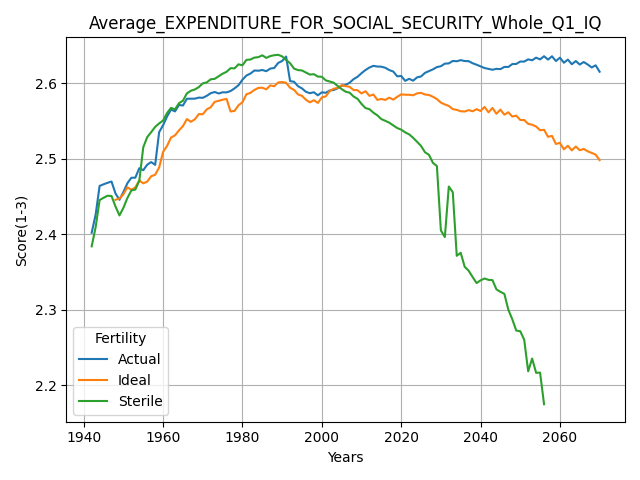 Average_EXPENDITURE_FOR_SOCIAL_SECURITY_Whole_Q1_IQ
Score(1-3)
2.6
2.5
2.4
2.3
2.2
Fertility
Actual
Ideal
Sterile
1940 1960 1980 2000 2020 2040 2060
Years